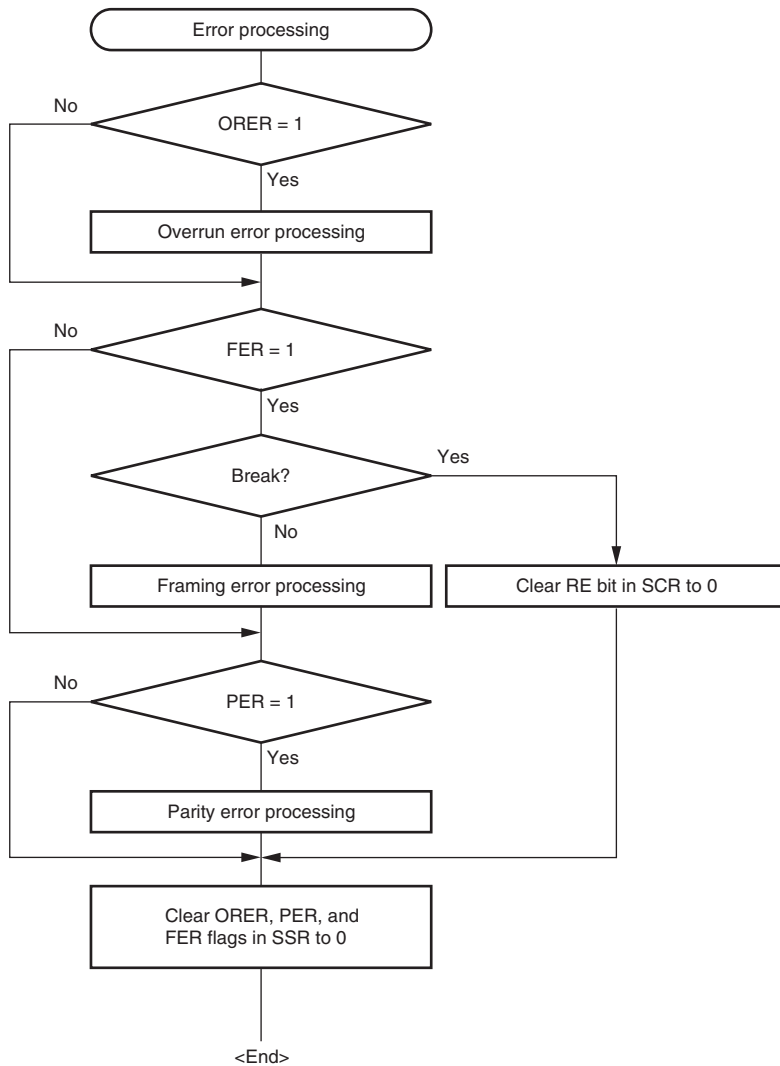 Error processing
No
ORER = 1
Yes
Overrun error processing
No
FER = 1
Yes
Break?
Yes
No
Framing error processing
Clear RE bit in SCR to 0
No
PER = 1
Yes
Parity error processing
Clear ORER, PER, and
FER flags in SSR to 0
<End>